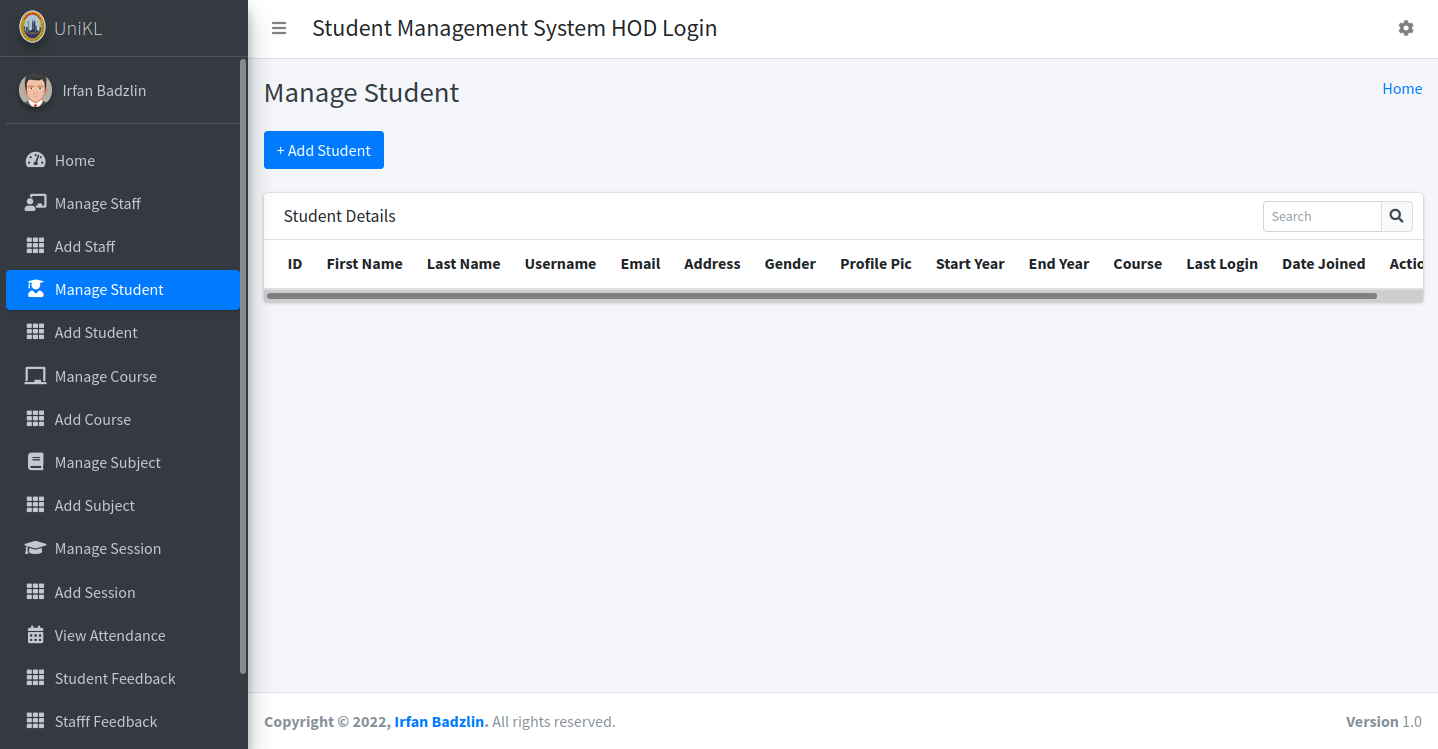 UniKL
Student Management System HOD Login
Irfan Badzlin
Home
Manage Staff
Add Staff
Manage Student
Add Student
Manage Course
Add Course
Manage Subject
Add Subject
Manage Session
Add Session
View Attendance
Student Feedback
Stafff Feedback
Manage Student
Home
+ Add Student
Student Details
Search
ID First Name Last Name Username Email Address Gender Profile Pic Start Year End Year Course Last Login Date Joined Actio
Copyright © 2022, Irfan Badzlin. All rights reserved.
Version 1.0